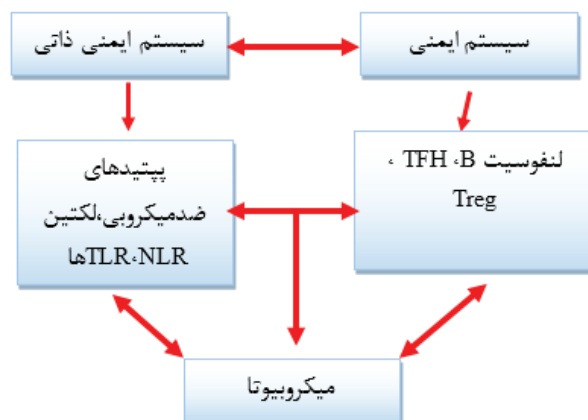 سیستم ایمنی
سیستم ایمنی ذاتی
لنفوسیت TFH ،B ،
Treg
پپتیدهای
ضدمیکروبی،لکتین
TLR،NLRها
میکروبیوتا